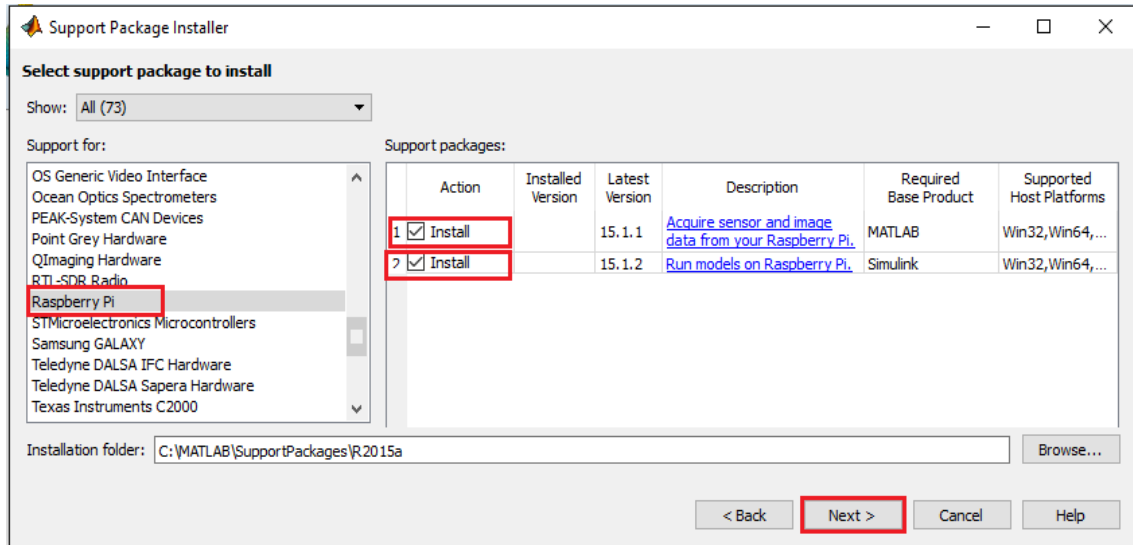 Support Package Installer
Select support package to install
Show: All (73)
Support for:
OS Generic Video Interface
Ocean Optics Spectrometers
PEAK-System CAN Devices
Point Grey Hardware
QImaging Hardware
RTL-SDR Radio
Raspberry Pi
STMicroelectronics Microcontrollers
Samsung GALAXY
Teledyne DALSA IFC Hardware
Teledyne DALSA Sapera Hardware
Texas Instruments C2000
Support packages:
Action Installed Version Latest Version Description Required Base Product Supported Host Platforms
1 Install 15.1.1 Acquire sensor and image data from your Raspberry Pi. MATLAB Win32,Win64,...
2 Install 15.1.2 Run models on Raspberry Pi. Simulink Win32,Win64,...
Installation folder: C:\MATLAB\SupportPackages\R2015a Browse...
< Back Next > Cancel Help